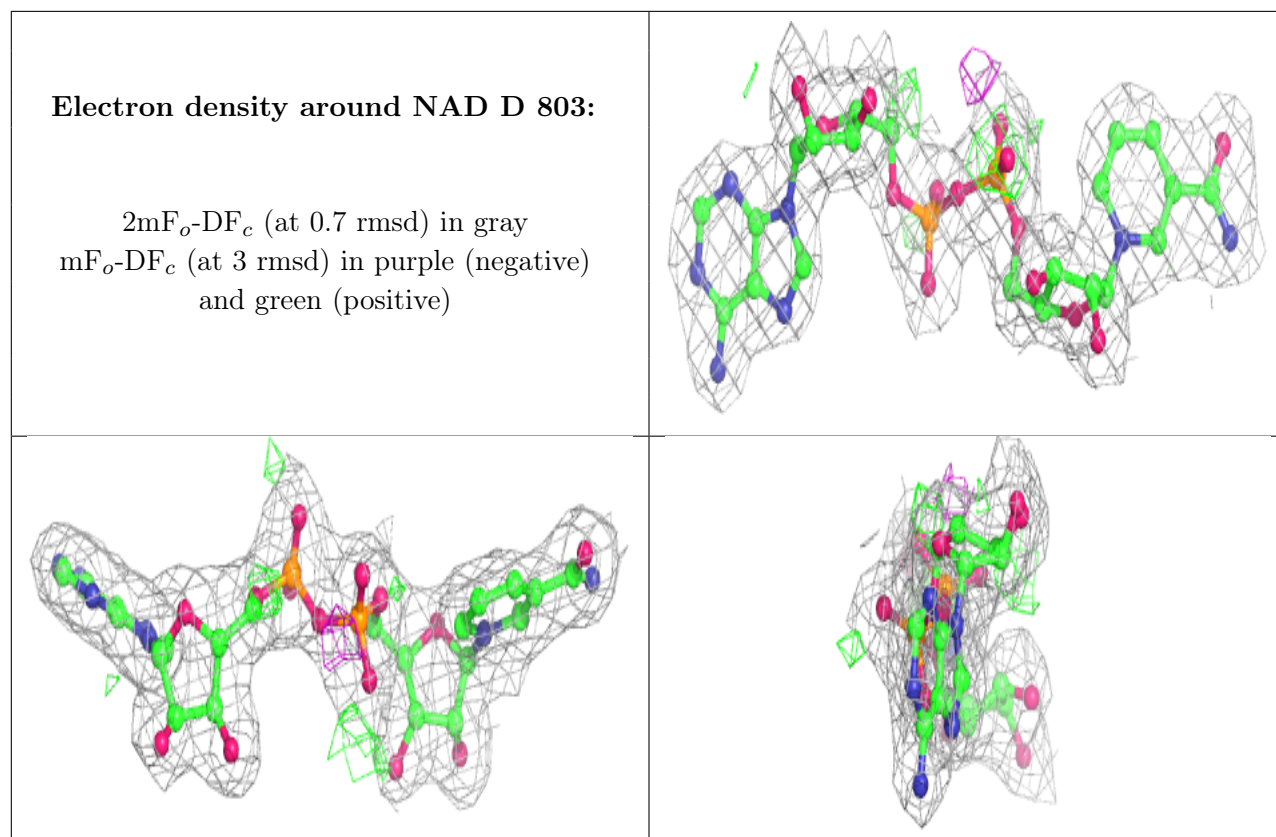 Electron density around NAD D 803:
2mFo-DFc (at 0.7 rmsd) in gray
mFo-DFc (at 3 rmsd) in purple (negative)
and green (positive)